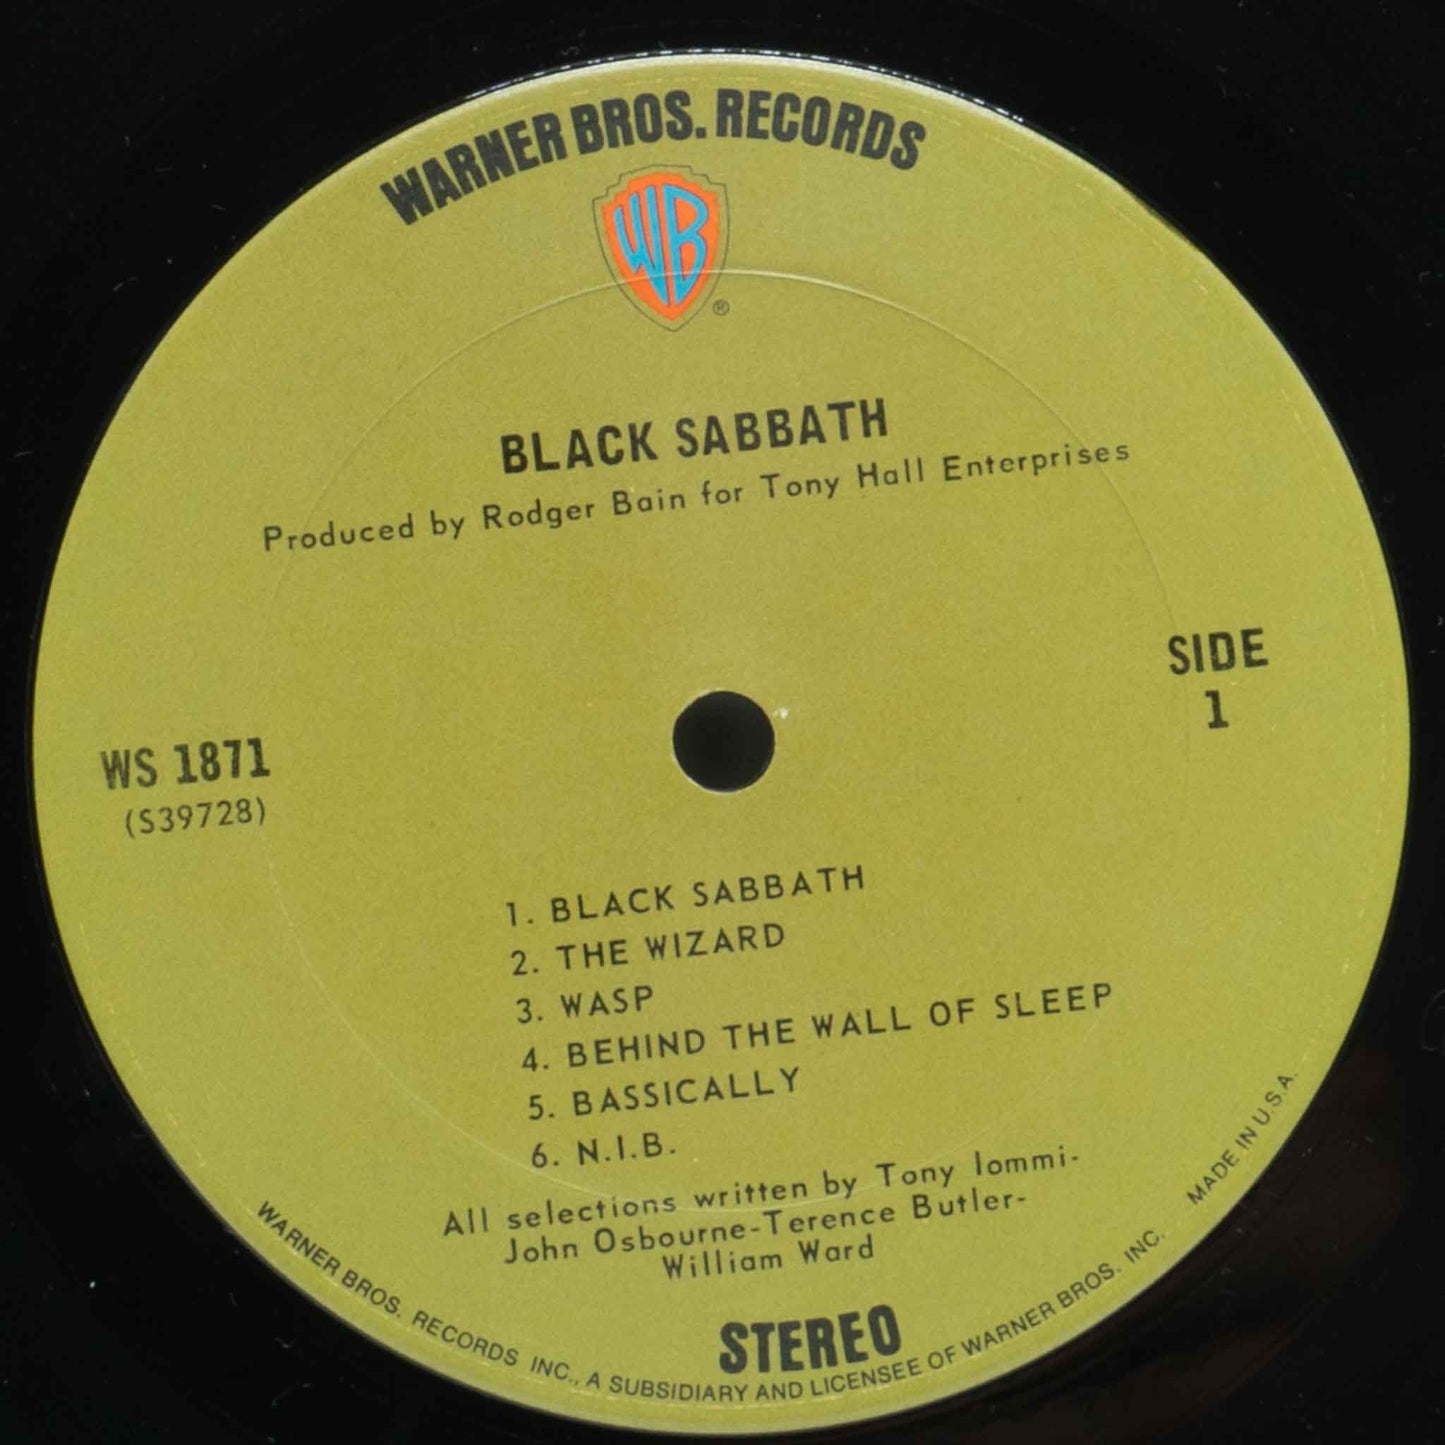 WARNER BROS. RECORDS
WB
®
BLACK SABBATH
Produced by Rodger Bain for Tony Hall Enterprises
SIDE
1
WS 1871
(S39728)
1. BLACK SABBATH
2. THE WIZARD
3. WASP
4. BEHIND THE WALL OF SLEEP
5. BASSICALLY
6. N.I.B.
All selections written by Tony Iommi-
John Osbourne-Terence Butler-
William Ward
STEREO
WARNER BROS. RECORDS INC., A SUBSIDIARY AND LICENSEE OF WARNER BROS. INC. MADE IN U.S.A.